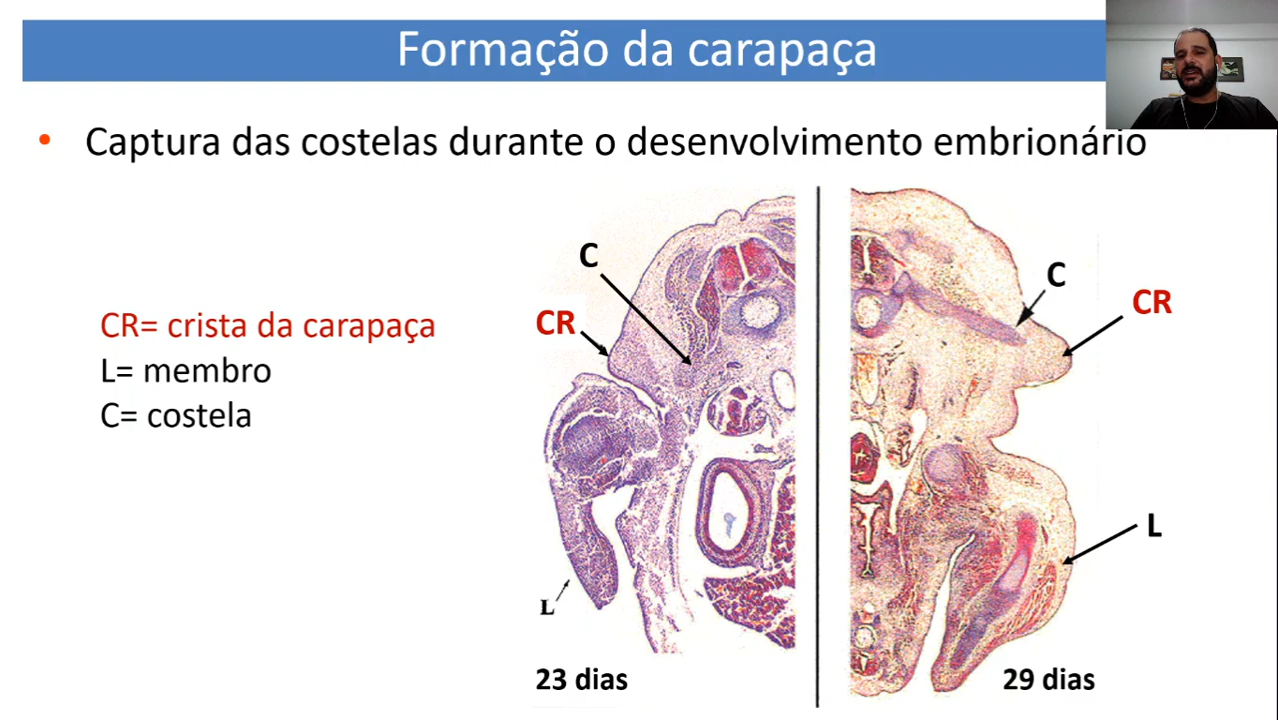 Formação da carapaça
• Captura das costelas durante o desenvolvimento embrionário
CR= crista da carapaça
L= membro
C= costela
C
CR
L
23 dias
C
CR
L
29 dias